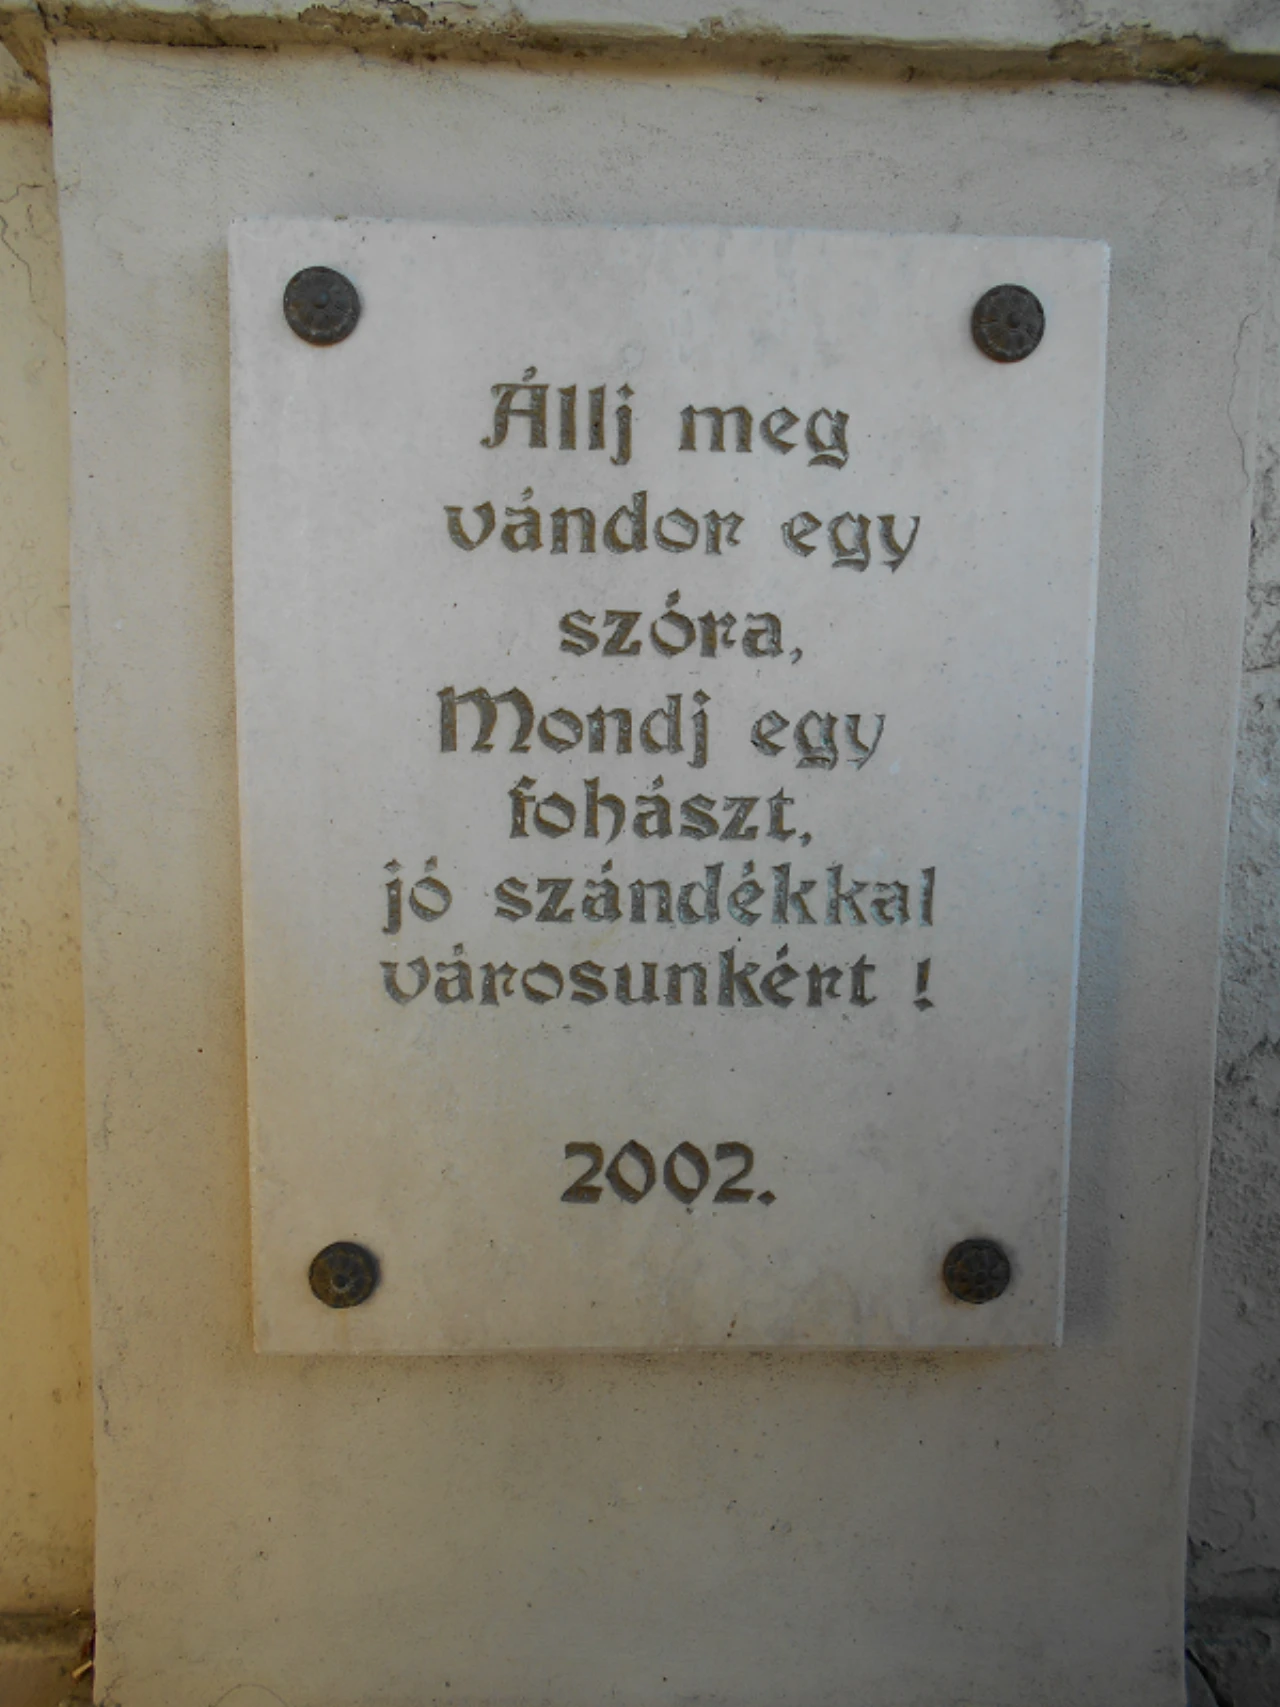 Állj meg
vándor egy
szóra,
Mondj egy
fohászt,
jó szándékkal
városunkért !
2002.